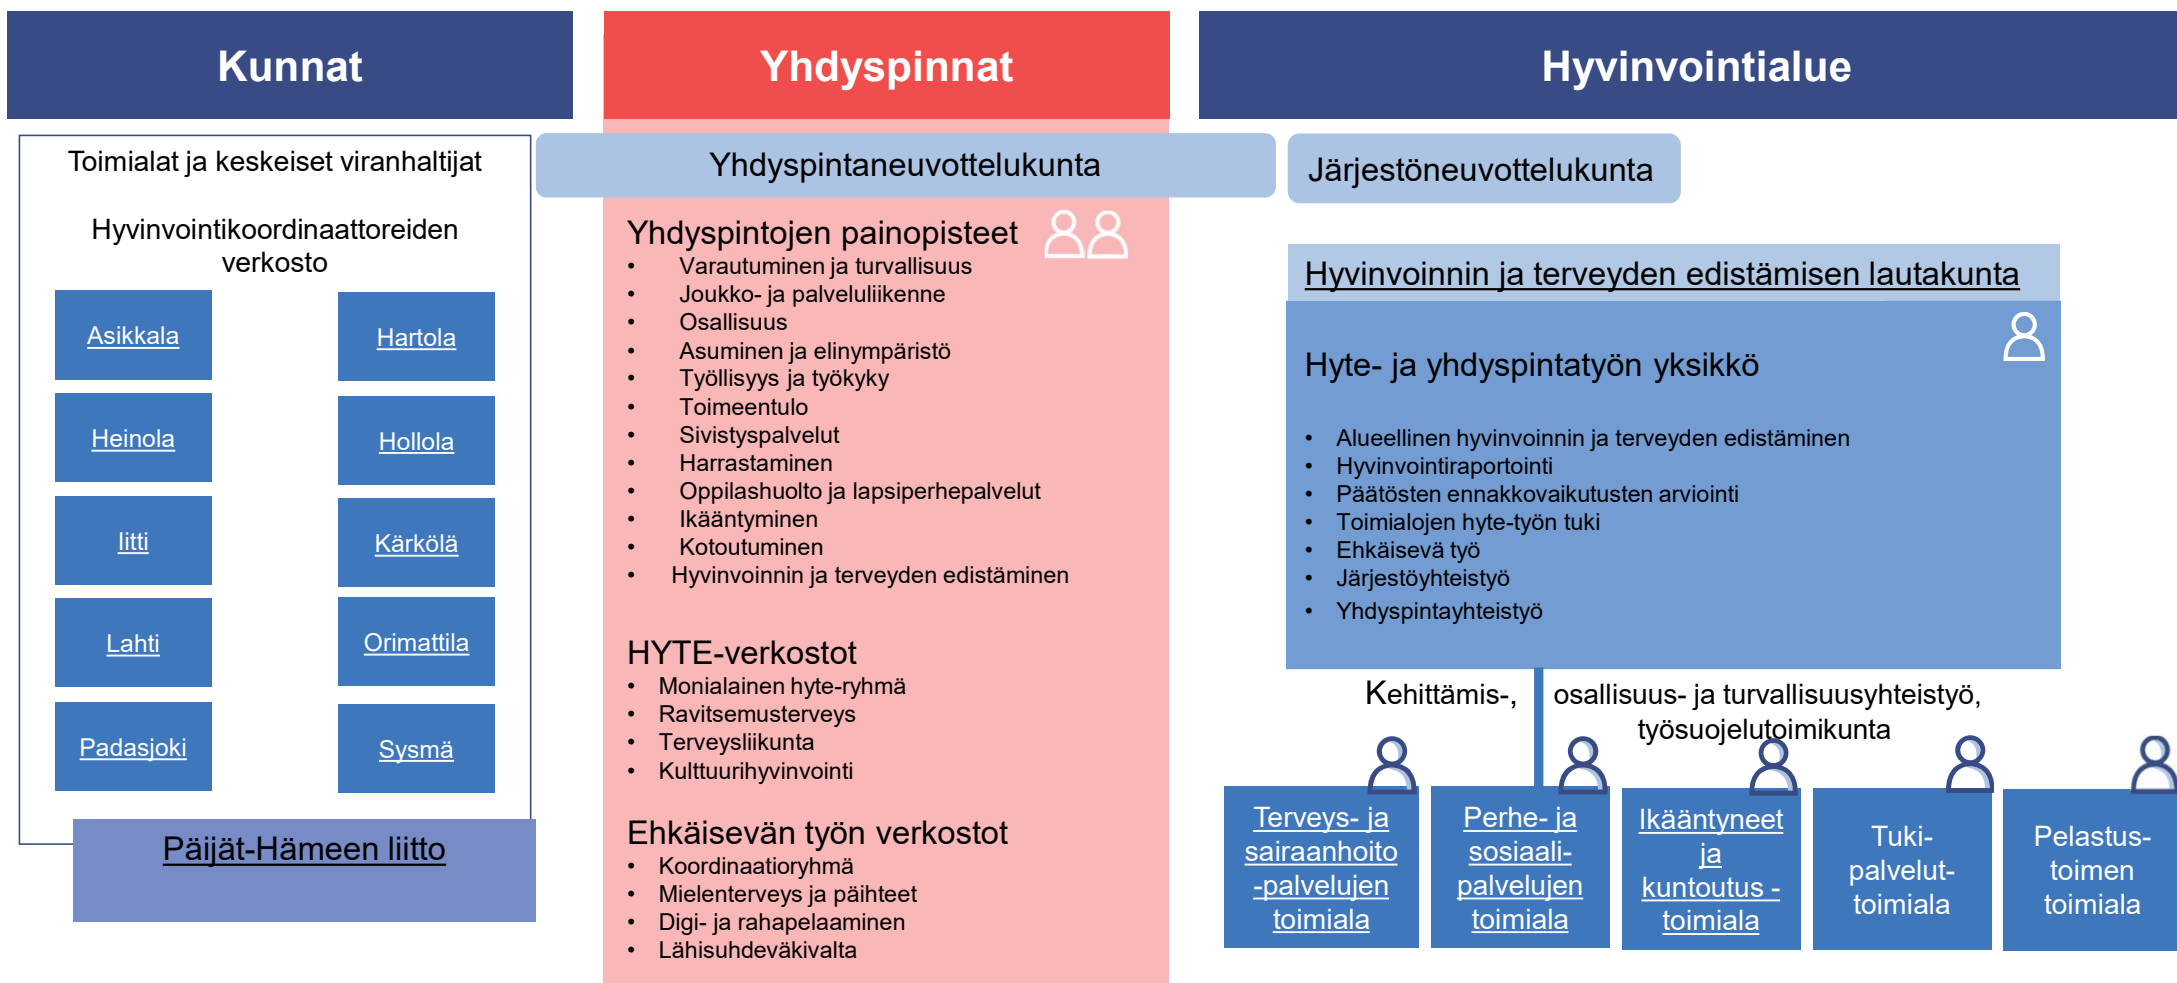 Kunnat
Toimialat ja keskeiset viranhaltijat
Hyvinvointikoordinaattoreiden
verkosto
Asikkala
Hartola
Heinola
Hollola
Iitti
Kärkölä
Lahti
Orimattila
Padasjoki
Sysmä
Päijät-Hämeen liitto
Yhdyspinnat
Yhdyspintaneuvottelukunta
Yhdyspintojen painopisteet
• Varautuminen ja turvallisuus
• Joukko- ja palveluliikenne
• Osallisuus
• Asuminen ja elinympäristö
• Työllisyys ja työkyky
• Toimeentulo
• Sivistyspalvelut
• Harrastaminen
• Oppilashuolto ja lapsiperhepalvelut
• Ikääntyminen
• Kotoutuminen
• Hyvinvoinnin ja terveyden edistäminen
HYTE-verkostot
• Monialainen hyte-ryhmä
• Ravitsemusterveys
• Terveysliikunta
• Kulttuurihyvinvointi
Ehkäisevän työn verkostot
• Koordinaatioryhmä
• Mielenterveys ja päihteet
• Digi- ja rahapelaaminen
• Lähisuhdeväkivalta
Hyvinvointialue
Järjestöneuvottelukunta
Hyvinvoinnin ja terveyden edistämisen lautakunta
Hyte- ja yhdyspintatyön yksikkö
• Alueellinen hyvinvoinnin ja terveyden edistäminen
• Hyvinvointiraportointi
• Päätösten ennakkovaikutusten arviointi
• Toimialojen hyte-työn tuki
• Ehkäisevä työ
• Järjestöyhteistyö
• Yhdyspintayhteistyö
Kehittämis-, osallisuus- ja turvallisuusyhteistyö,
työsuojelutoimikunta
Terveys- ja
sairaanhoito
-palvelujen
toimiala
Perhe- ja
sosiaali-
palvelujen
toimiala
Ikääntyneet
ja
kuntoutus -
toimiala
Tuki-
palvelut-
toimiala
Pelastus-
toimen
toimiala